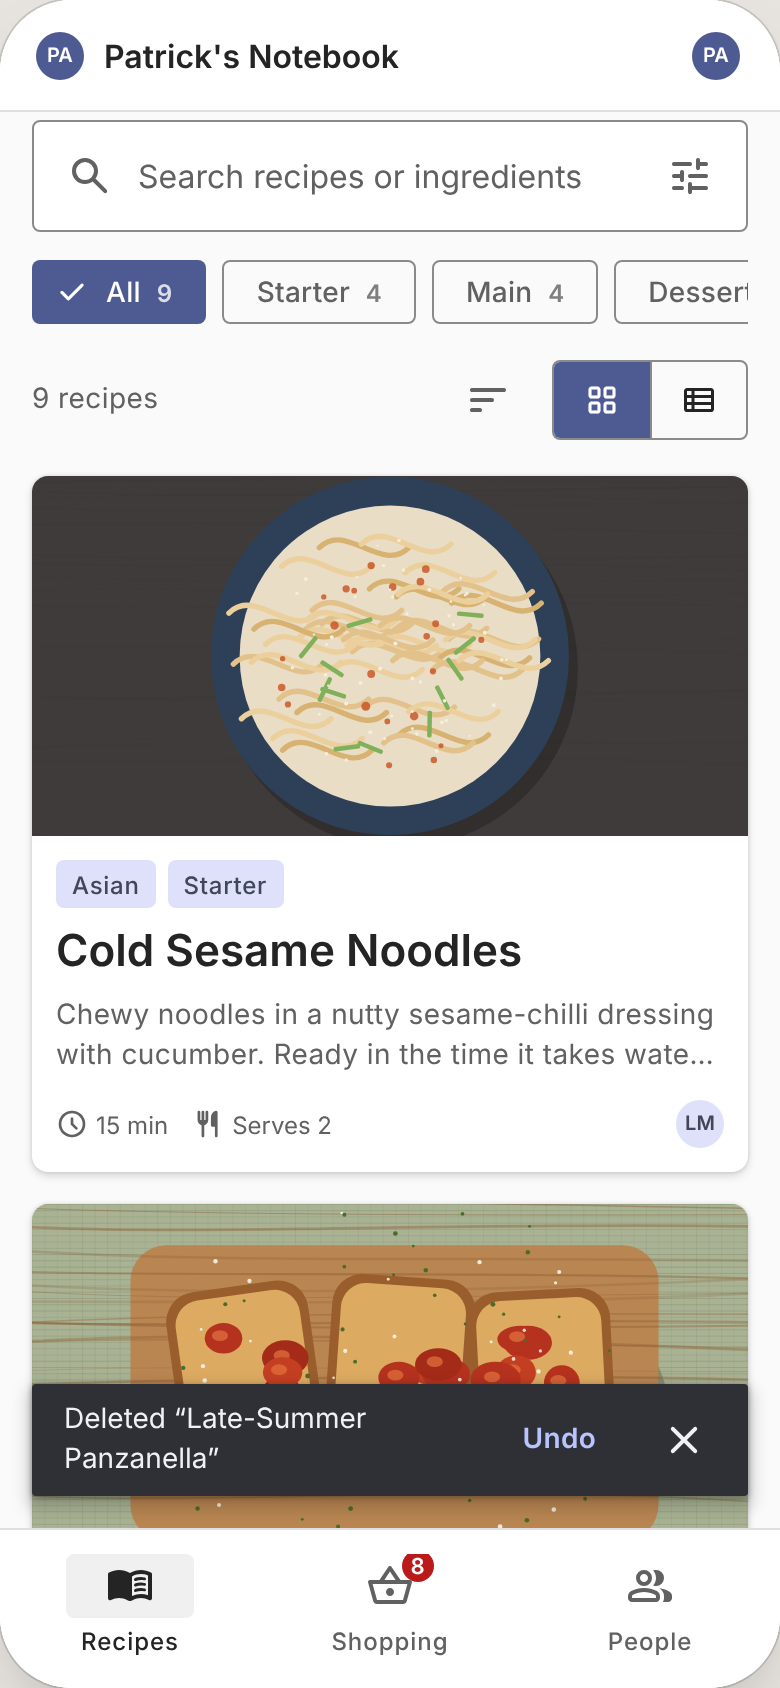 PA
Patrick's Notebook
PA
Search recipes or ingredients
All 9
Starter 4
Main 4
Dessert
9 recipes
Asian
Starter
Cold Sesame Noodles
Chewy noodles in a nutty sesame-chilli dressing
with cucumber. Ready in the time it takes wate...
15 min
Serves 2
LM
Deleted “Late-Summer
Panzanella”
Undo
8
Recipes
Shopping
People